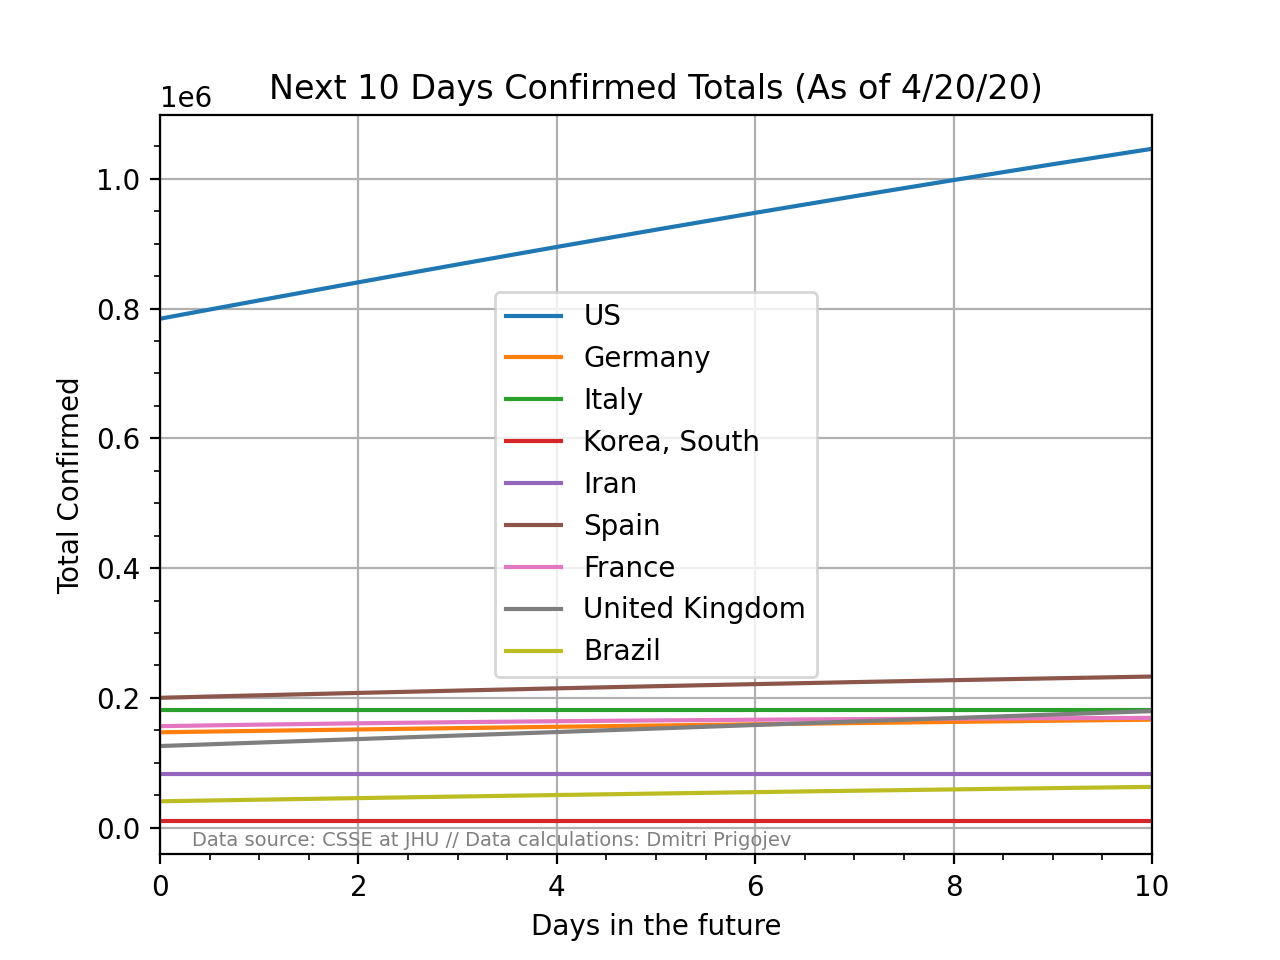 Next 10 Days Confirmed Totals (As of 4/20/20)
1e6
1.0
0.8
0.6
0.4
0.2
0.0
Total Confirmed
US
Germany
Italy
Korea, South
Iran
Spain
France
United Kingdom
Brazil
Data source: CSSE at JHU // Data calculations: Dmitri Prigojev
0 2 4 6 8 10
Days in the future